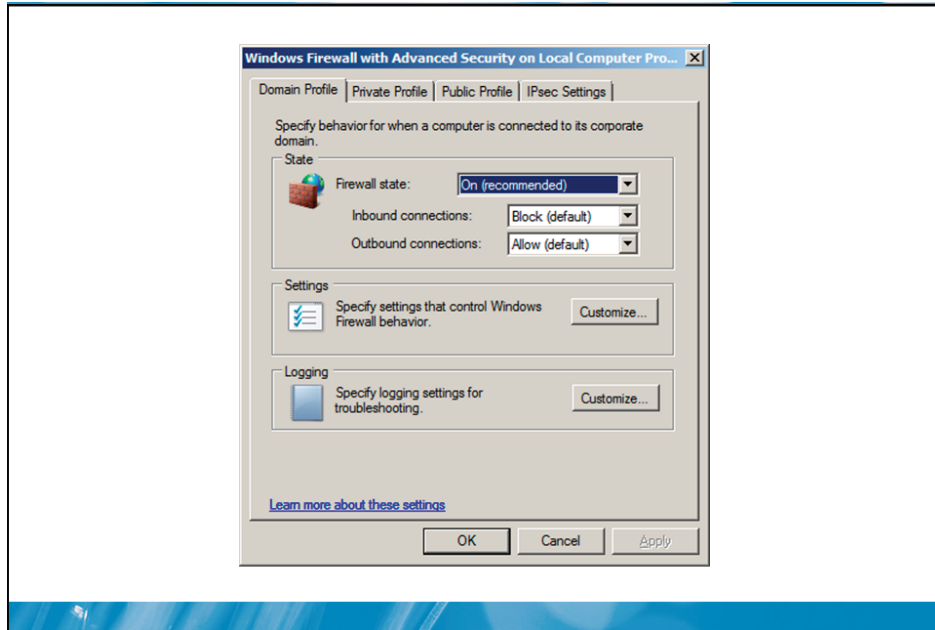 Windows Firewall with Advanced Security on Local Computer Pro...
Domain Profile Private Profile Public Profile IPsec Settings
Specify behavior for when a computer is connected to its corporate
domain.
State
Firewall state: On (recommended)
Inbound connections: Block (default)
Outbound connections: Allow (default)
Settings
Specify settings that control Windows
Firewall behavior.
Customize...
Logging
Specify logging settings for
troubleshooting.
Customize...
Learn more about these settings
OK Cancel Apply